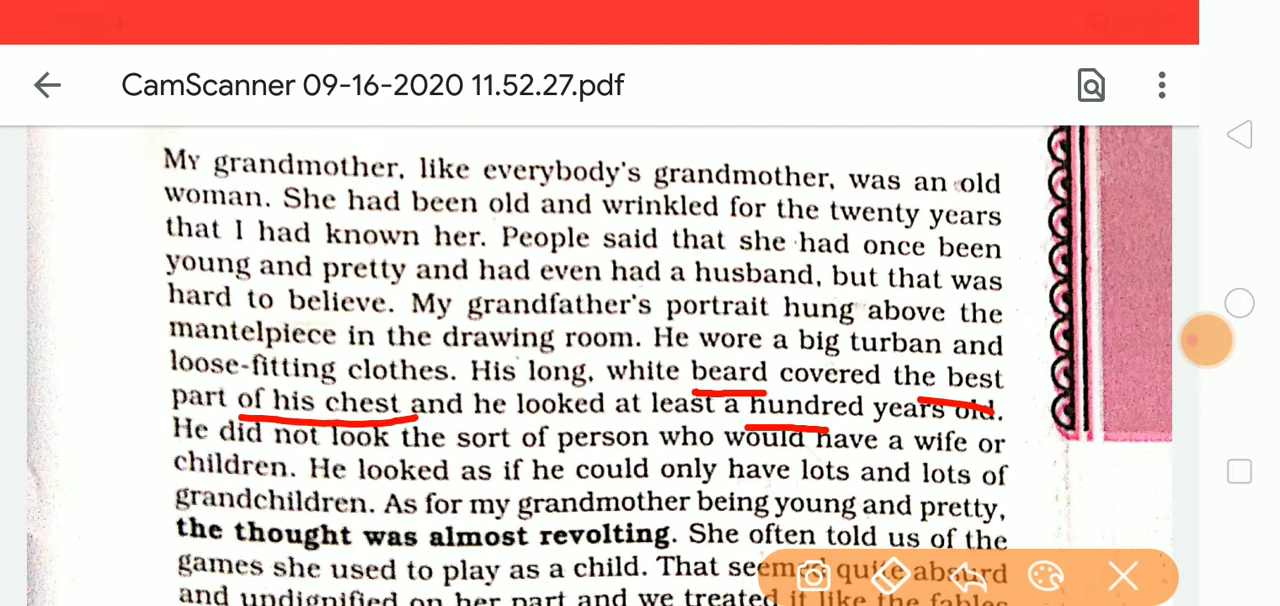 CamScanner 09-16-2020 11.52.27.pdf
My grandmother, like everybody's grandmother, was an old
woman. She had been old and wrinkled for the twenty years
that I had known her. People said that she had once been
young and pretty and had even had a husband, but that was
hard to believe. My grandfather's portrait hung above the
mantelpiece in the drawing room. He wore a big turban and
loose-fitting clothes. His long, white beard covered the best
part of his chest and he looked at least a hundred years old.
He did not look the sort of person who would have a wife or
children. He looked as if he could only have lots and lots of
grandchildren. As for my grandmother being young and pretty,
the thought was almost revolting. She often told us of the
games she used to play as a child. That seemed quite absurd
and undignified on her part and we treated it like the fables